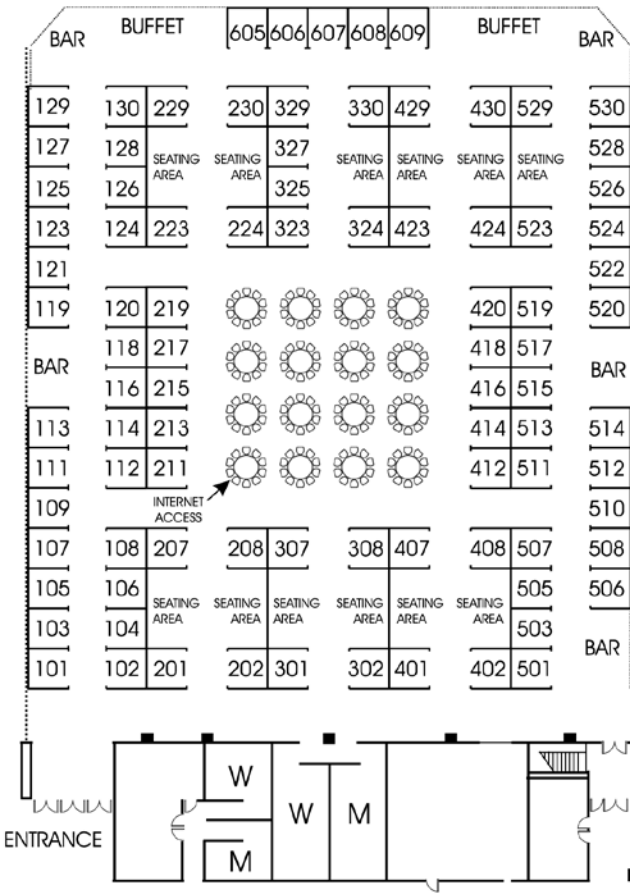 BAR BUFFET 605 606 607 608 609 BUFFET BAR
129 130 229 230 329 330 429 430 529 530
127 128 SEATING AREA SEATING AREA 327 SEATING AREA SEATING AREA SEATING AREA SEATING AREA 528
125 126 325 526
123 124 223 224 323 324 423 424 523 524
121 522
119 120 219 420 519 520
118 217 418 517
BAR BAR
116 215 416 515
113 114 213 414 513 514
111 112 211 412 511 512
INTERNET
ACCESS
109 510
107 108 207 208 307 308 407 408 507 508
105 106 505 506
SEATING AREA SEATING AREA SEATING AREA SEATING AREA SEATING AREA SEATING AREA
103 104 503
BAR
101 102 201 202 301 302 401 402 501
W
W M
ENTRANCE
M